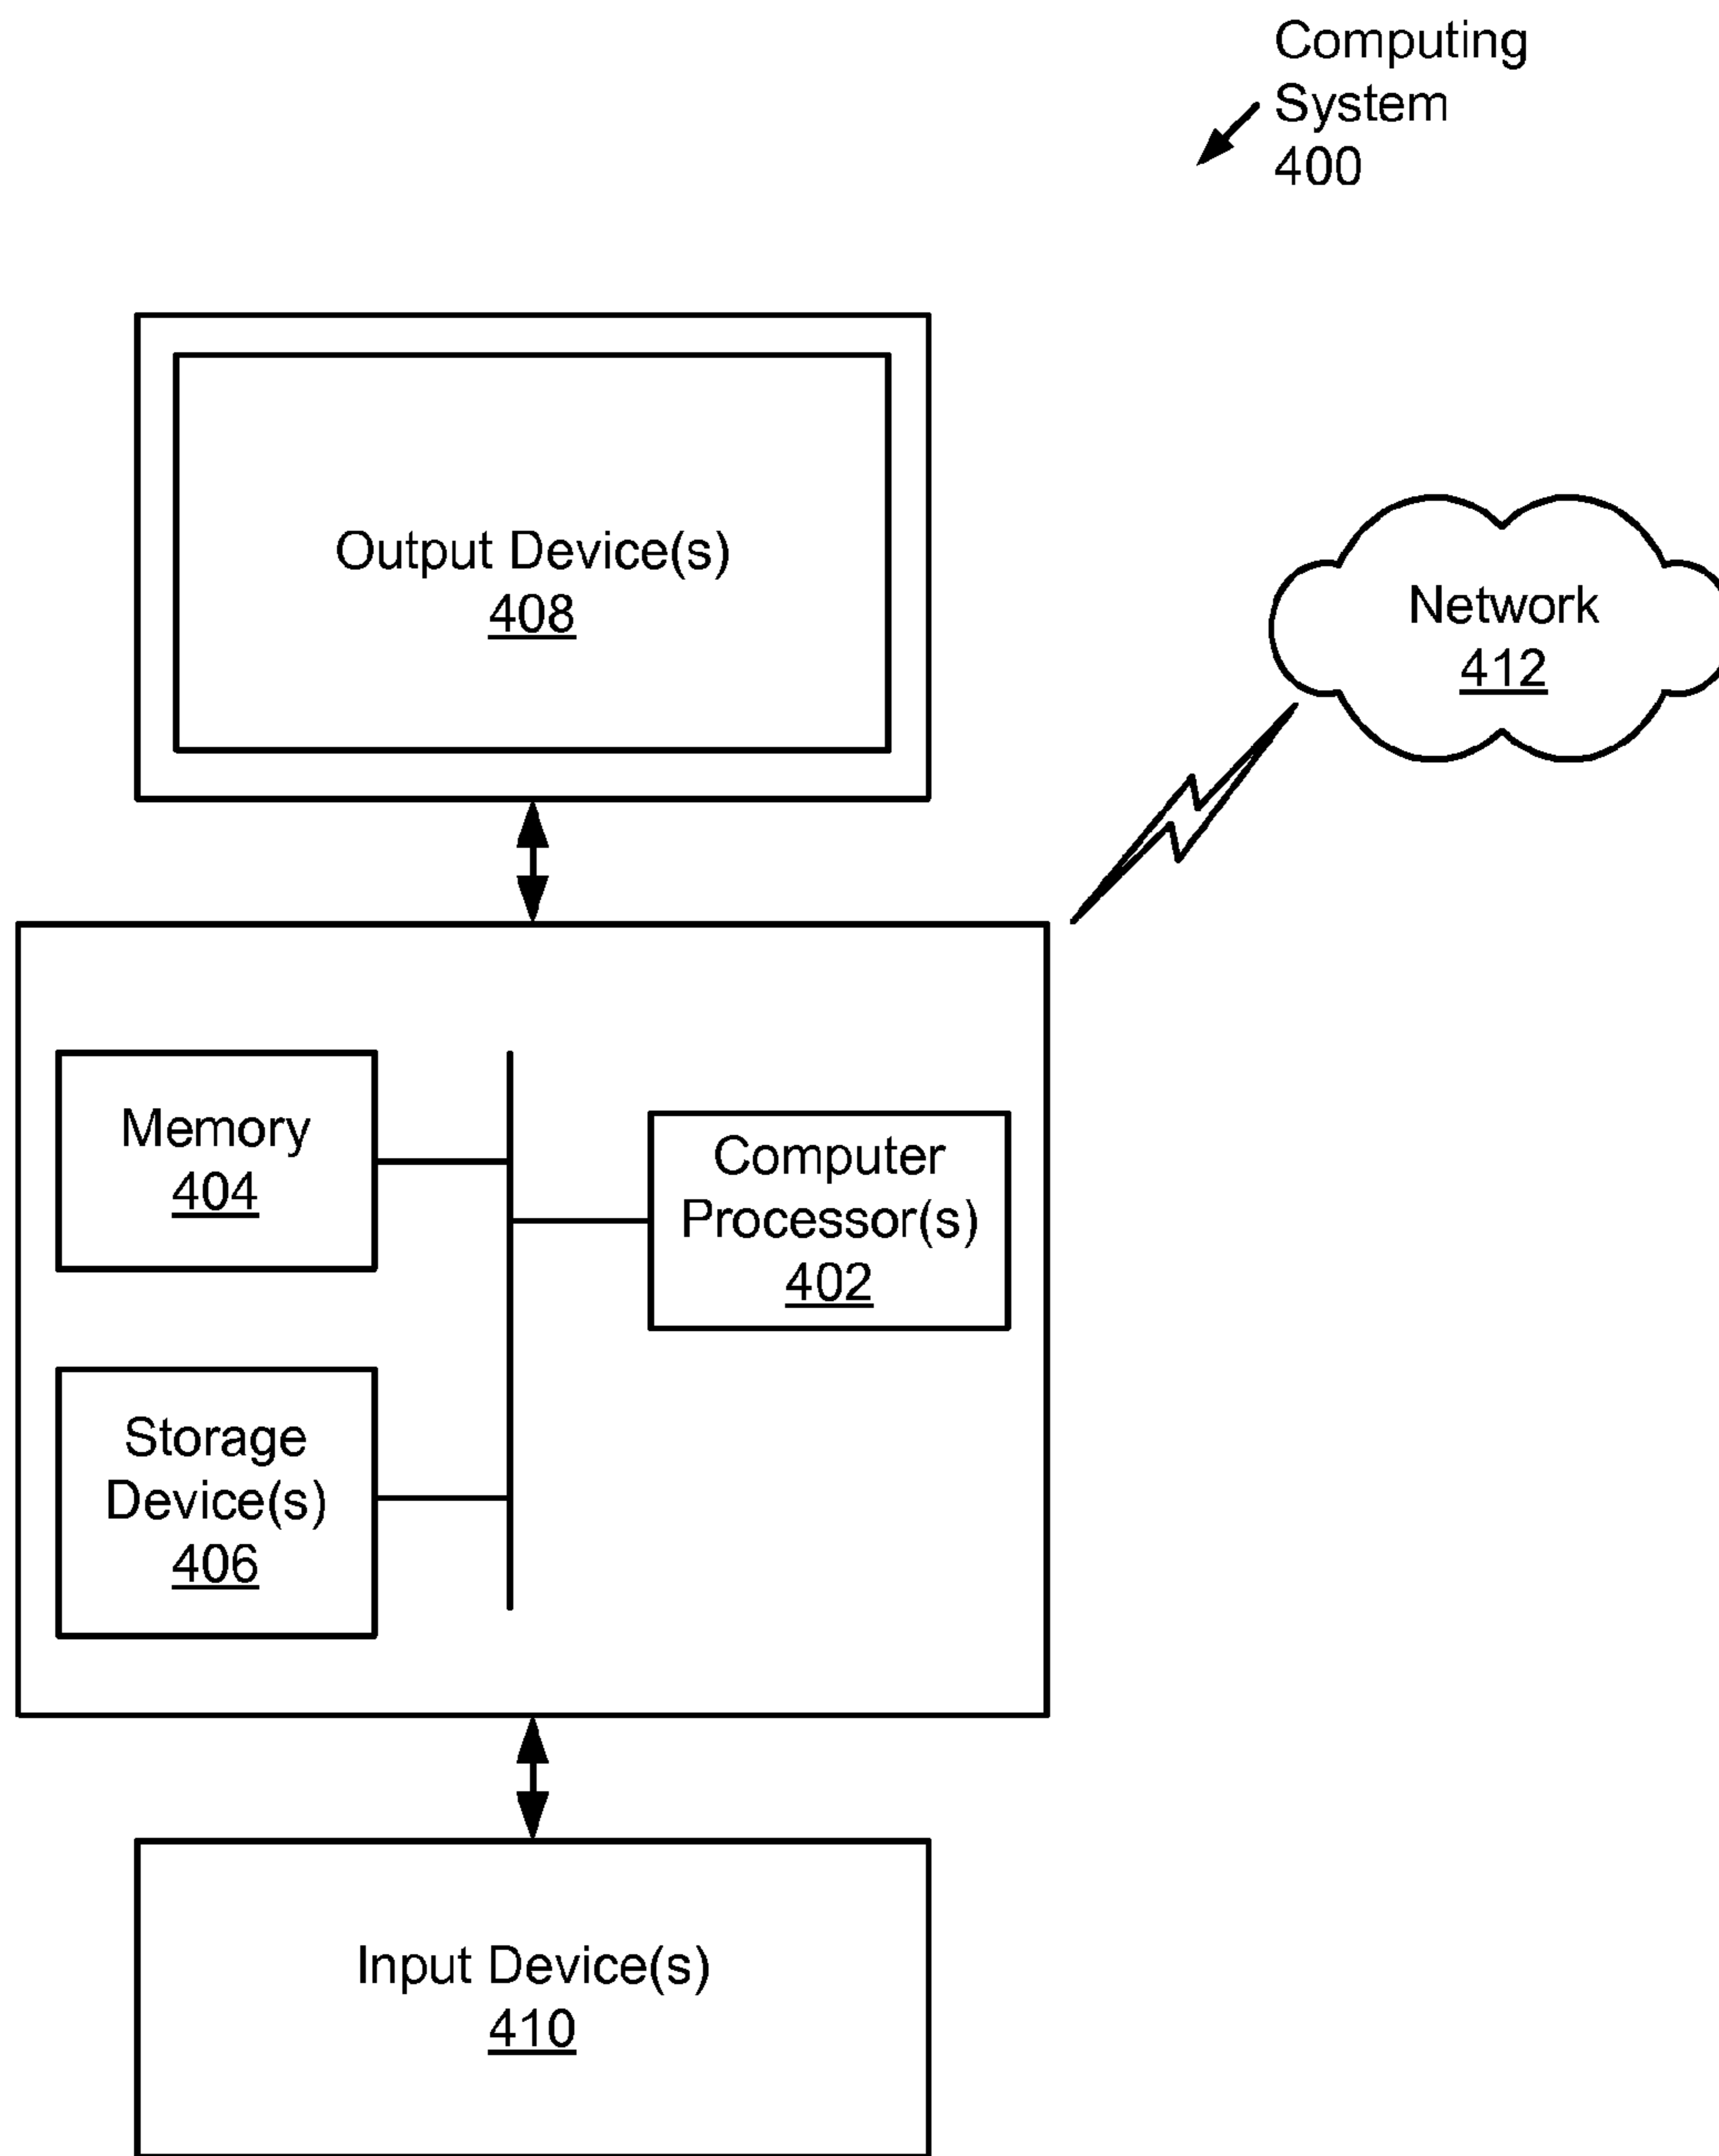 Computing
System
400
Output Device(s)
408
Network
412
Memory
404
Computer
Processor(s)
402
Storage
Device(s)
406
Input Device(s)
410